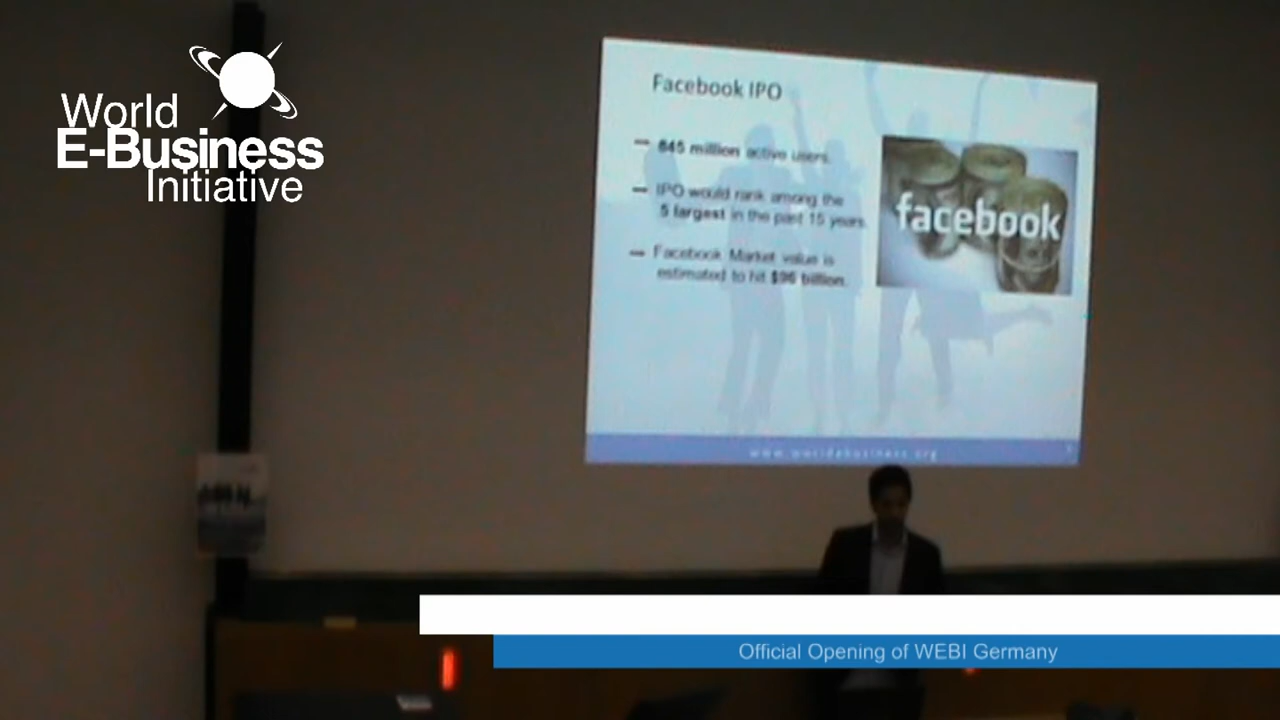 World
E-Business
Initiative
Facebook IPO
845 million active users.
IPO would rank among the
5 largest in the past 15 years.
Facebook Market value is
estimated to hit billion.
facebook
www.worldebusiness.org
Official Opening of WEBI Germany